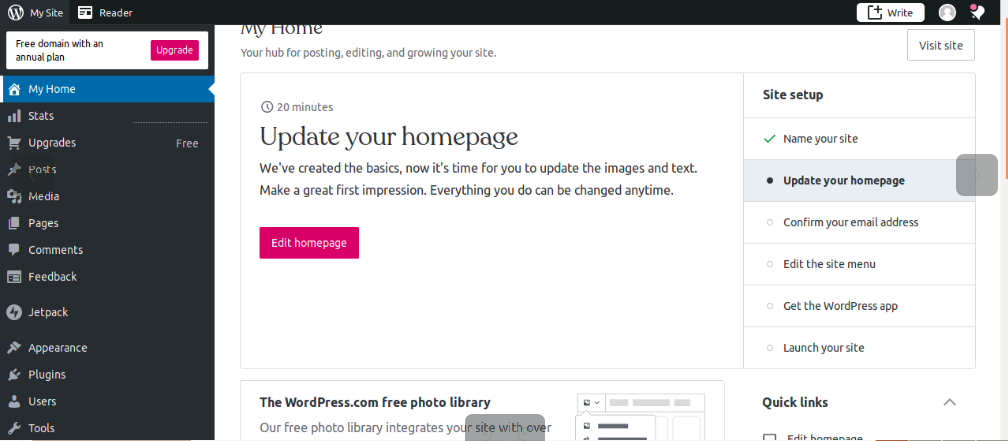 My Site
Reader
Write
Free domain with an
annual plan
Upgrade
My Home
Stats
Upgrades
Free
Posts
Media
Pages
Comments
Feedback
Jetpack
Appearance
Plugins
Users
Tools
My Home
Your hub for posting, editing, and growing your site.
Visit site
20 minutes
Update your homepage
We've created the basics, now it's time for you to update the images and text.
Make a great first impression. Everything you do can be changed anytime.
Edit homepage
Site setup
Name your site
Update your homepage
Confirm your email address
Edit the site menu
Get the WordPress app
Launch your site
The WordPress.com free photo library
Our free photo library integrates your site with over
Quick links
Edit homepage